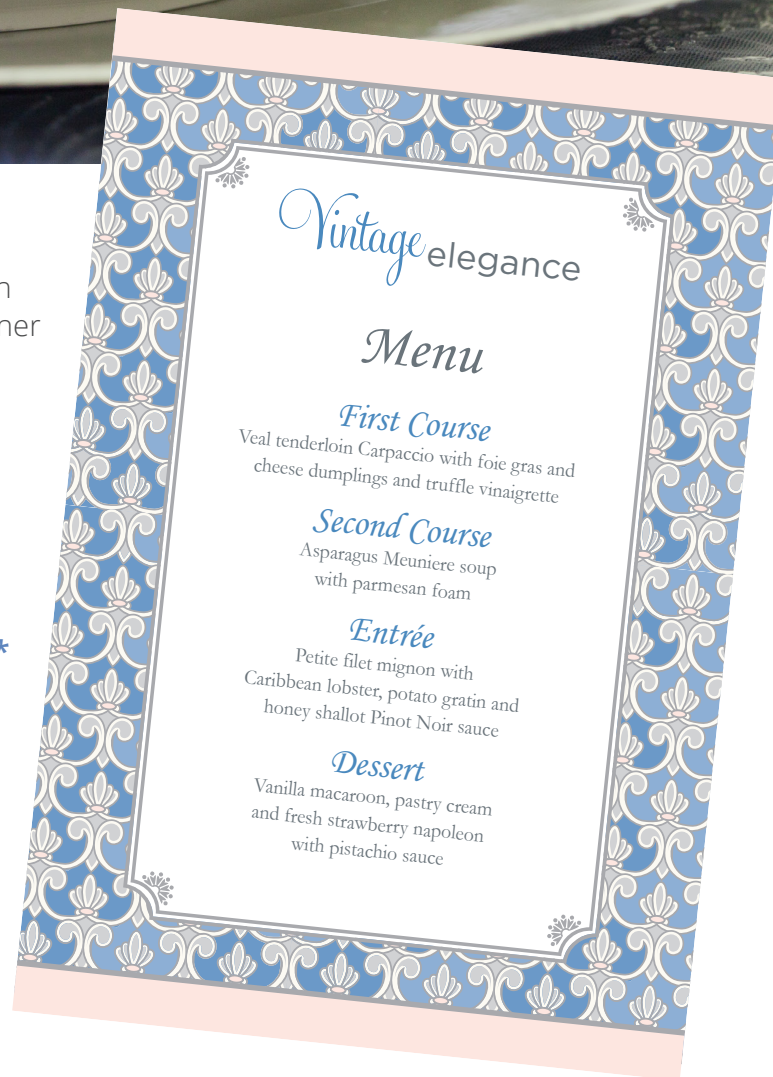 Vintage elegance
Menu
First Course
Veal tenderloin Carpaccio with foie gras and
cheese dumplings and truffle vinaigrette
Second Course
Asparagus Meuniere soup
with parmesan foam
Entrée
Petite filet mignon with
Caribbean lobster, potato gratin and
honey shallot Pinot Noir sauce
Dessert
Vanilla macaroon, pastry cream
and fresh strawberry napoleon
with pistachio sauce
*